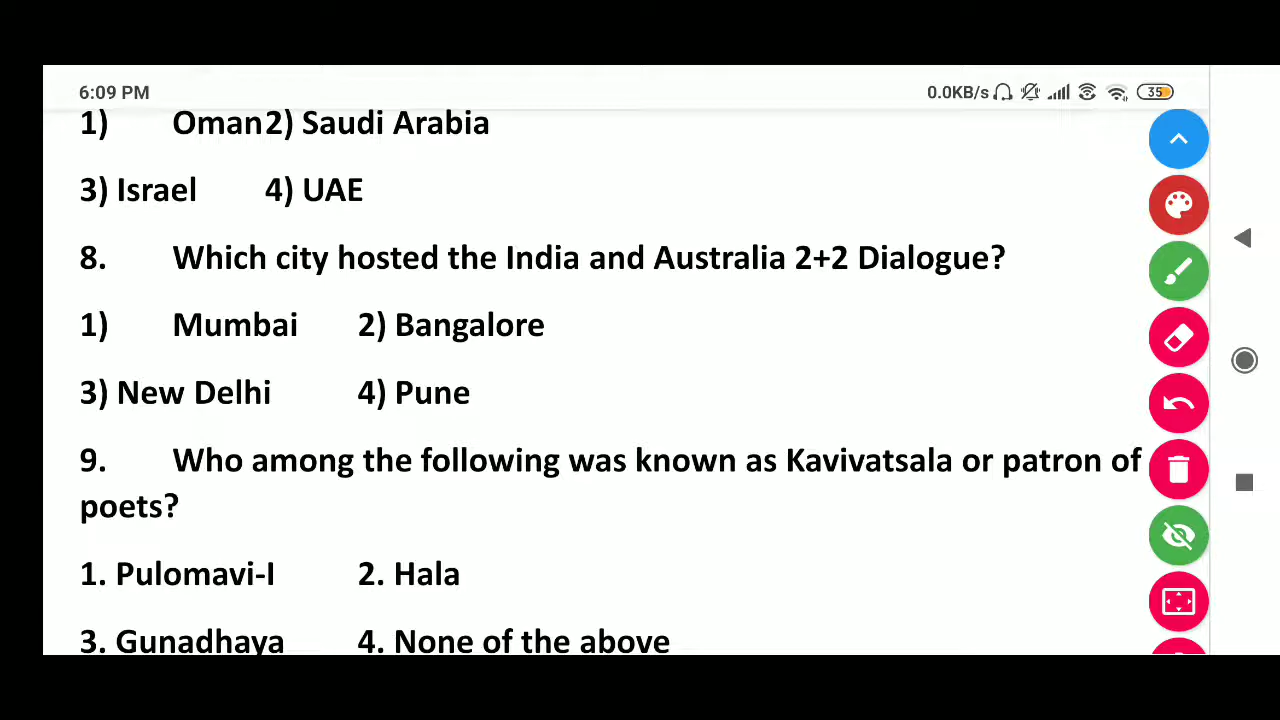 6:09 PM 0.0KB/s 35
1) Oman2) Saudi Arabia
3) Israel 4) UAE
8. Which city hosted the India and Australia 2+2 Dialogue?
1) Mumbai 2) Bangalore
3) New Delhi 4) Pune
9. Who among the following was known as Kavivatsala or patron of
poets?
1. Pulomavi-I 2. Hala
3. Gunadhaya 4. None of the above